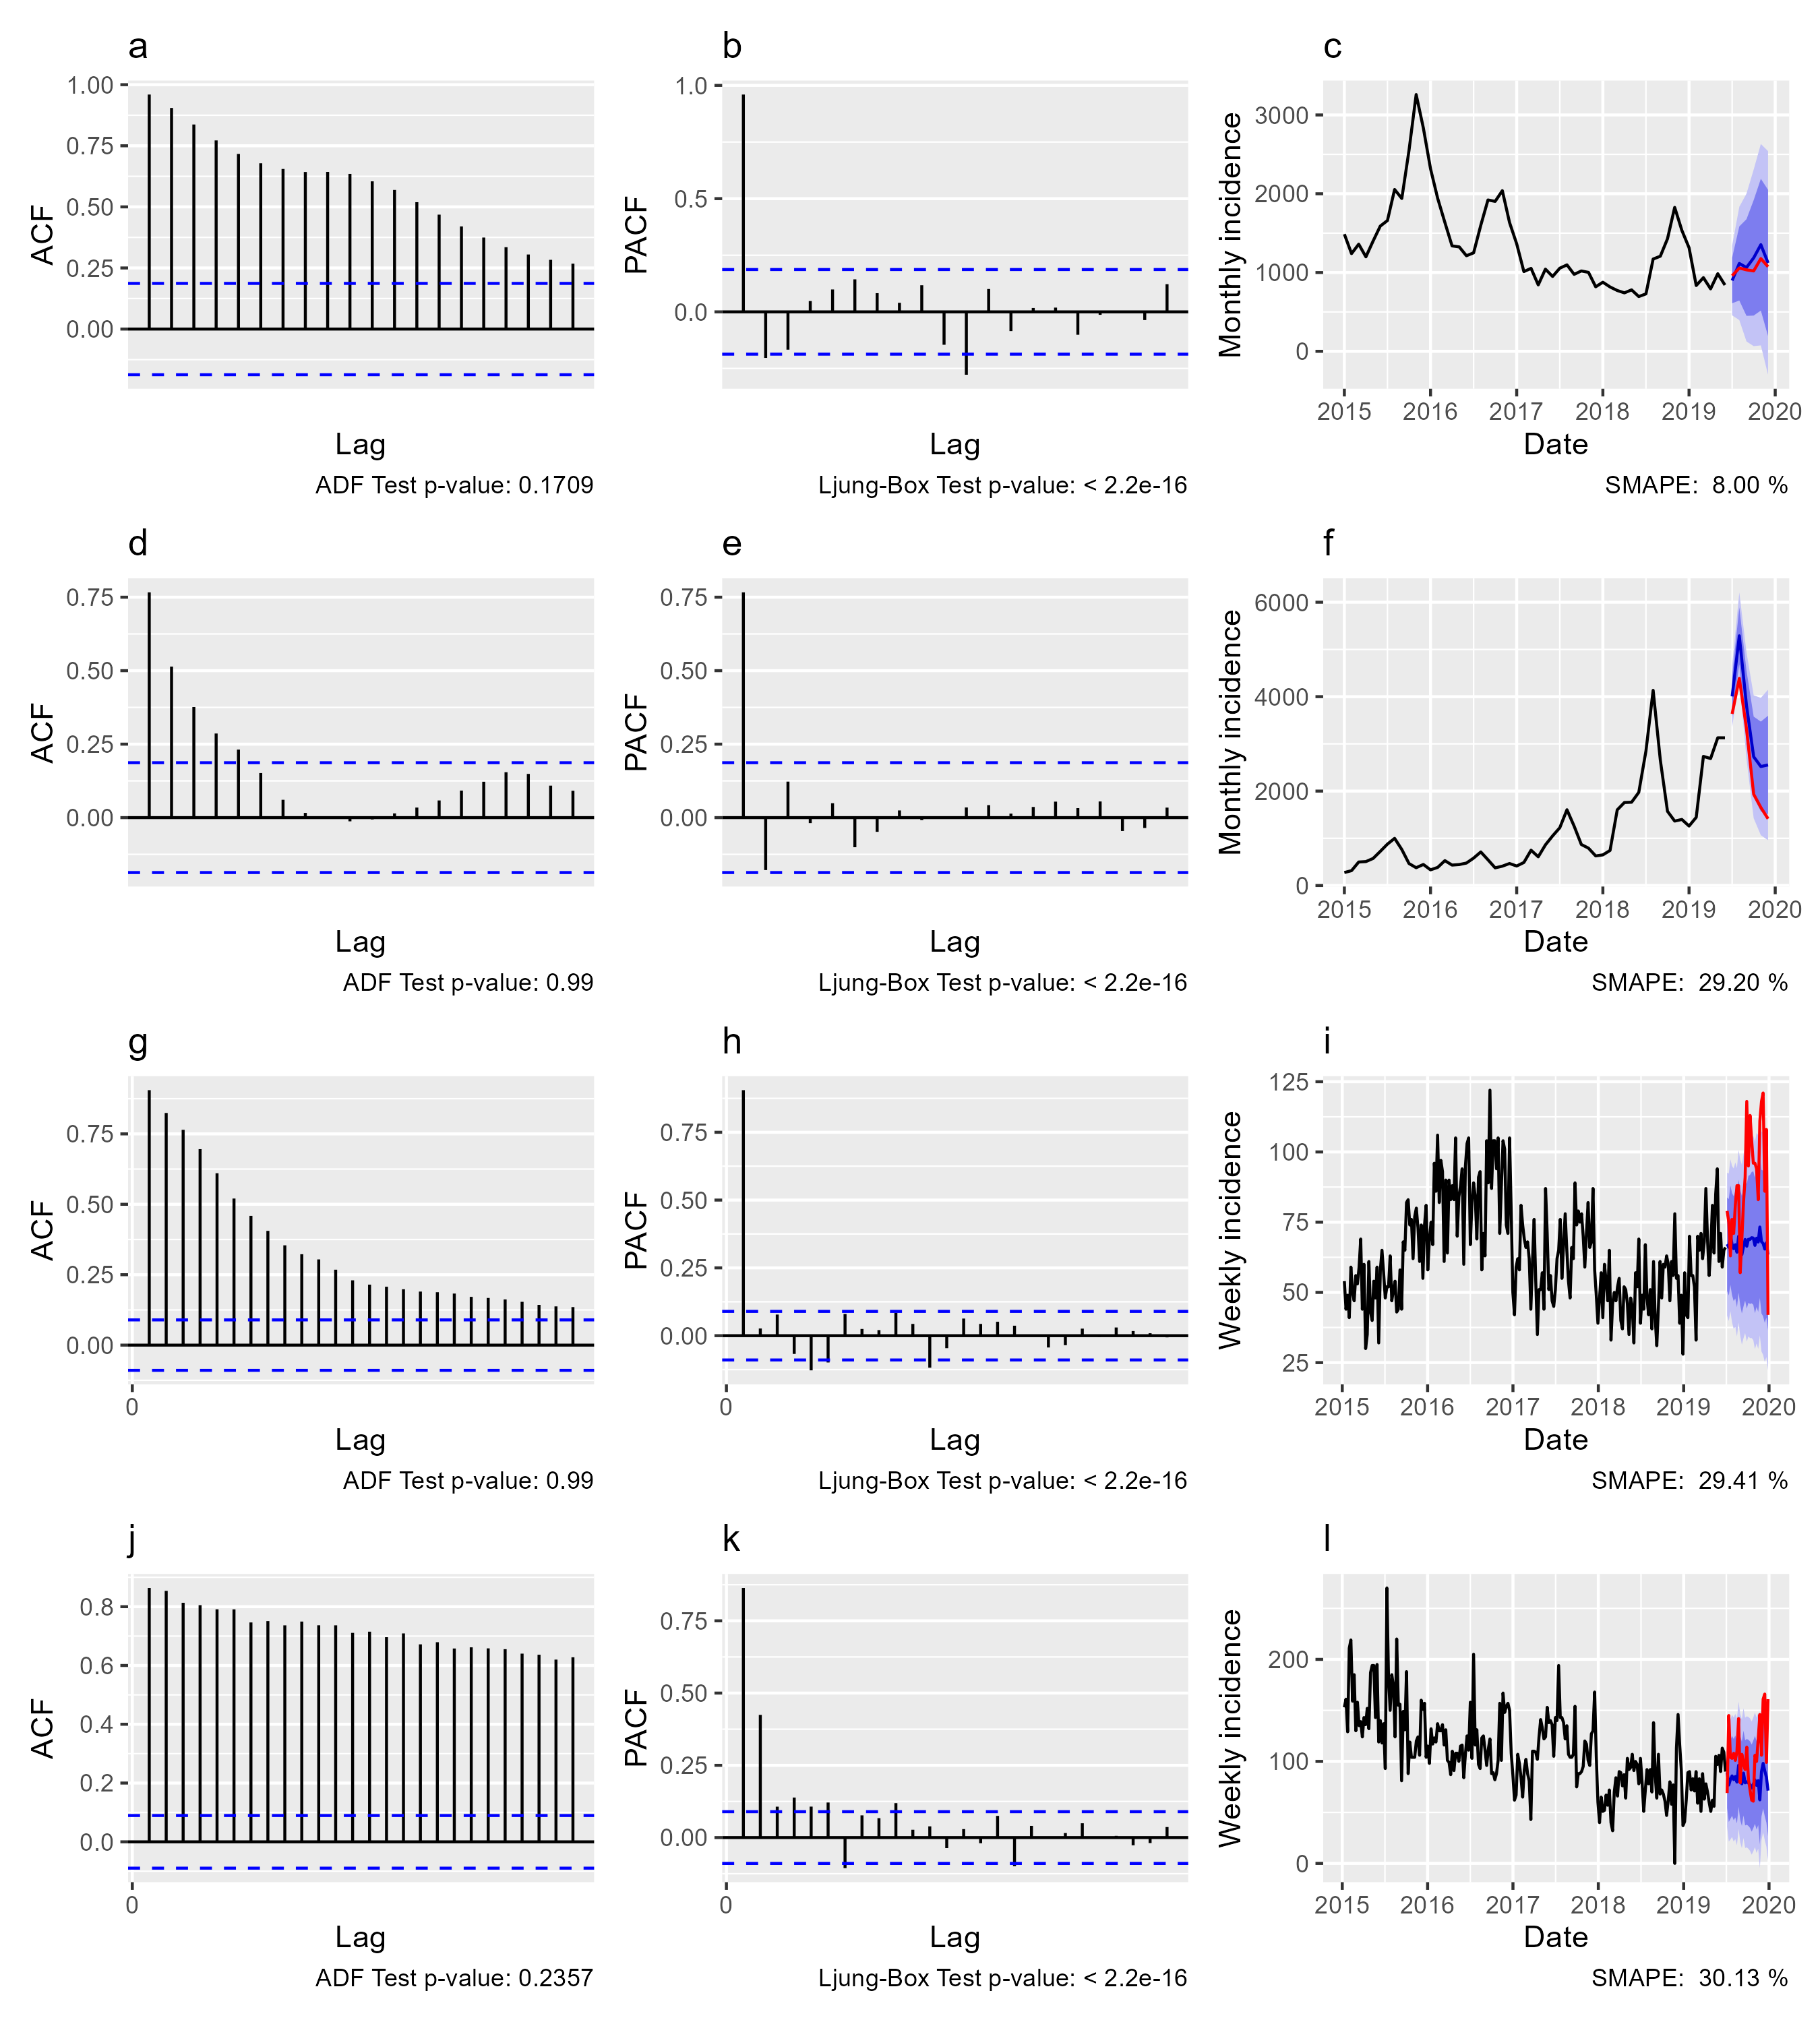 a
ACF
1.00
0.75
0.50
0.25
0.00
Lag
ADF Test p-value: 0.1709
b
PACF
1.0
0.5
0.0
Lag
Ljung-Box Test p-value: < 2.2e-16
c
Monthly incidence
3000
2000
1000
0
2015 2016 2017 2018 2019 2020
Date
SMAPE: 8.00 %
d
ACF
0.75
0.50
0.25
0.00
Lag
ADF Test p-value: 0.99
e
PACF
0.75
0.50
0.25
0.00
Lag
Ljung-Box Test p-value: < 2.2e-16
f
Monthly incidence
6000
4000
2000
0
2015 2016 2017 2018 2019 2020
Date
SMAPE: 29.20 %
g
ACF
0.75
0.50
0.25
0.00
0
Lag
ADF Test p-value: 0.99
h
PACF
0.75
0.50
0.25
0.00
0
Lag
Ljung-Box Test p-value: < 2.2e-16
i
Weekly incidence
125
100
75
50
25
2015 2016 2017 2018 2019 2020
Date
SMAPE: 29.41 %
j
ACF
0.8
0.6
0.4
0.2
0.0
0
Lag
ADF Test p-value: 0.2357
k
PACF
0.75
0.50
0.25
0.00
0
Lag
Ljung-Box Test p-value: < 2.2e-16
l
Weekly incidence
200
100
0
2015 2016 2017 2018 2019 2020
Date
SMAPE: 30.13 %